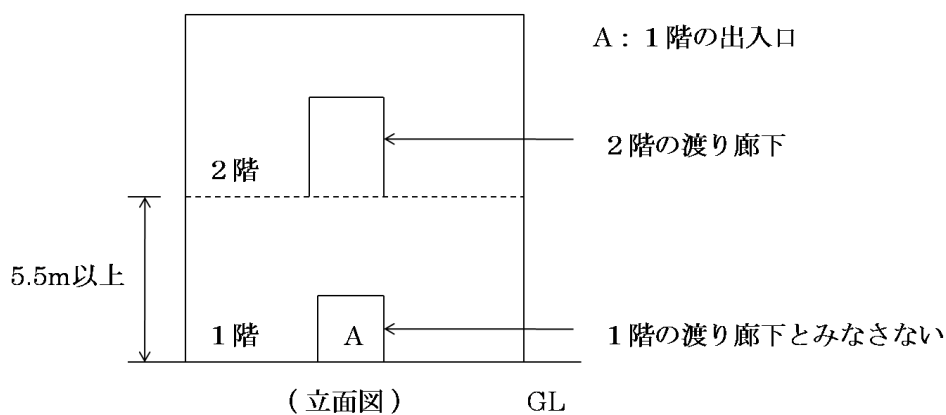 A：１階の出入口
２階の渡り廊下
２階
5.5m以上
１階
A
１階の渡り廊下とみなさない
(立面図)
GL